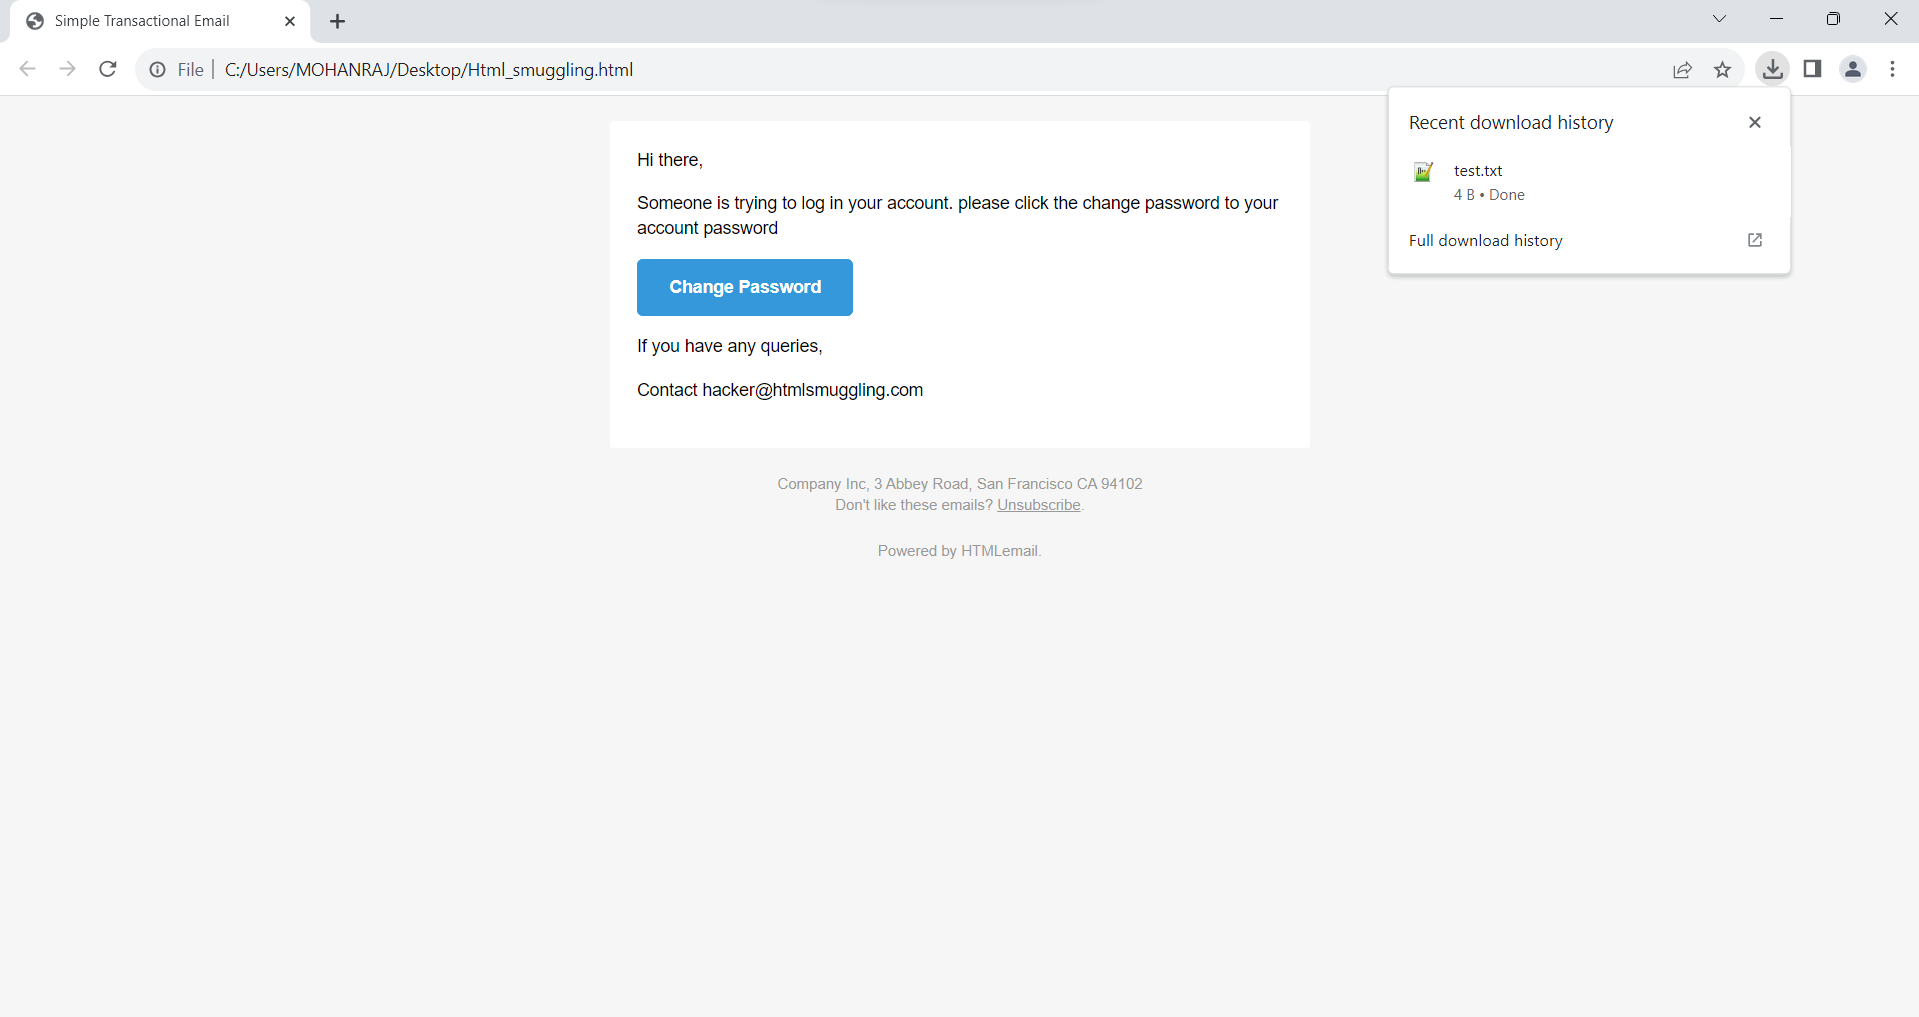 Simple Transactional Email
File | C:/Users/MOHANRAJ/Desktop/Html_smuggling.html
Recent download history
test.txt
4 B • Done
Full download history
Hi there,
Someone is trying to log in your account. please click the change password to your
account password
Change Password
If you have any queries,
Contact hacker@htmlsmuggling.com
Company Inc, 3 Abbey Road, San Francisco CA 94102
Don't like these emails? Unsubscribe.
Powered by HTMLemail.